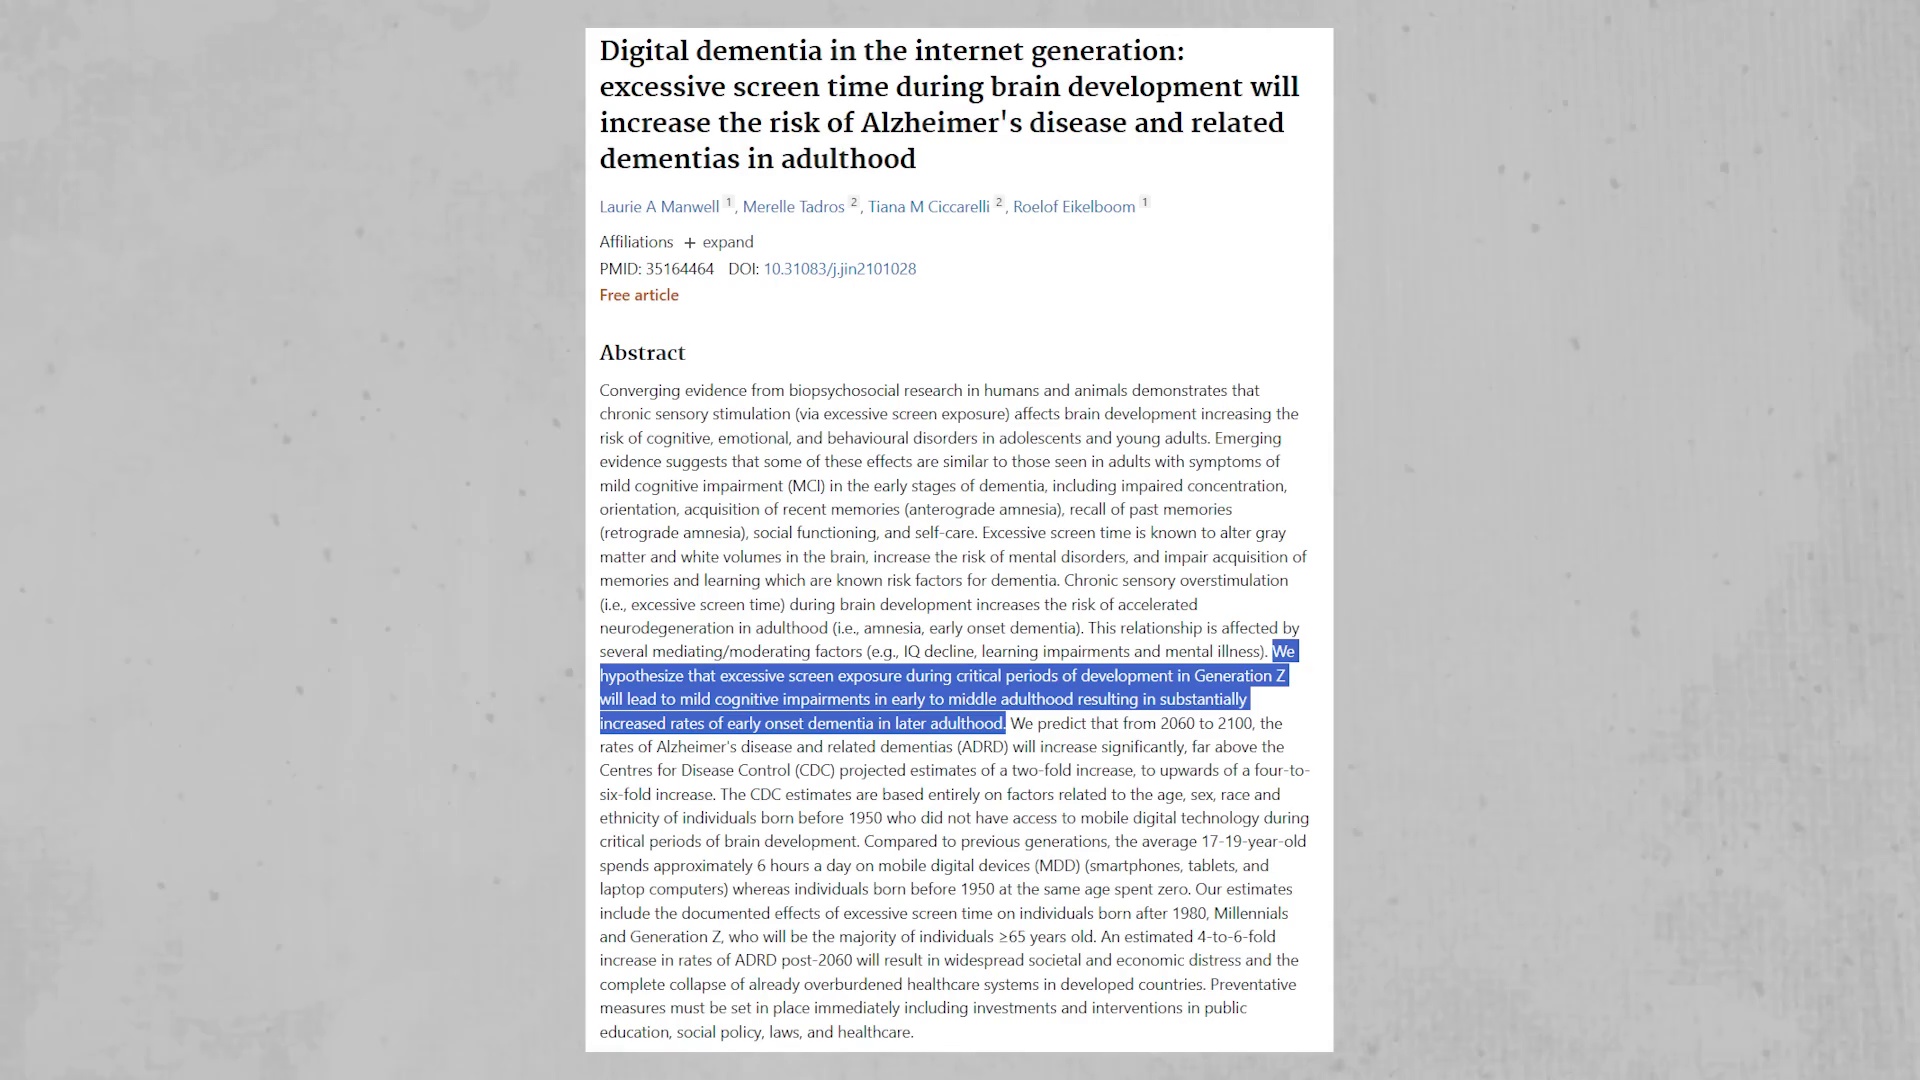 Digital dementia in the internet generation:
excessive screen time during brain development will
increase the risk of Alzheimer's disease and related
dementias in adulthood
Laurie A Manwell 1, Merelle Tadros 2, Tiana M Ciccarelli 2, Roelof Eikelboom 1
Affiliations + expand
PMID: 35164464 DOI: 10.31083/j.jin2101028
Free article
Abstract
Converging evidence from biopsychosocial research in humans and animals demonstrates that
chronic sensory stimulation (via excessive screen exposure) affects brain development increasing the
risk of cognitive, emotional, and behavioural disorders in adolescents and young adults. Emerging
evidence suggests that some of these effects are similar to those seen in adults with symptoms of
mild cognitive impairment (MCI) in the early stages of dementia, including impaired concentration,
orientation, acquisition of recent memories (anterograde amnesia), recall of past memories
(retrograde amnesia), social functioning, and self-care. Excessive screen time is known to alter gray
matter and white volumes in the brain, increase the risk of mental disorders, and impair acquisition of
memories and learning which are known risk factors for dementia. Chronic sensory overstimulation
(i.e., excessive screen time) during brain development increases the risk of accelerated
neurodegeneration in adulthood (i.e., amnesia, early onset dementia). This relationship is affected by
several mediating/moderating factors (e.g., IQ decline, learning impairments and mental illness). We
hypothesize that excessive screen exposure during critical periods of development in Generation Z
will lead to mild cognitive impairments in early to middle adulthood resulting in substantially
increased rates of early onset dementia in later adulthood. We predict that from 2060 to 2100, the
rates of Alzheimer's disease and related dementias (ADRD) will increase significantly, far above the
Centres for Disease Control (CDC) projected estimates of a two-fold increase, to upwards of a four-to-
six-fold increase. The CDC estimates are based entirely on factors related to the age, sex, race and
ethnicity of individuals born before 1950 who did not have access to mobile digital technology during
critical periods of brain development. Compared to previous generations, the average 17-19-year-old
spends approximately 6 hours a day on mobile digital devices (MDD) (smartphones, tablets, and
laptop computers) whereas individuals born before 1950 at the same age spent zero. Our estimates
include the documented effects of excessive screen time on individuals born after 1980, Millennials
and Generation Z, who will be the majority of individuals ≥65 years old. An estimated 4-to-6-fold
increase in rates of ADRD post-2060 will result in widespread societal and economic distress and the
complete collapse of already overburdened healthcare systems in developed countries. Preventative
measures must be set in place immediately including investments and interventions in public
education, social policy, laws, and healthcare.